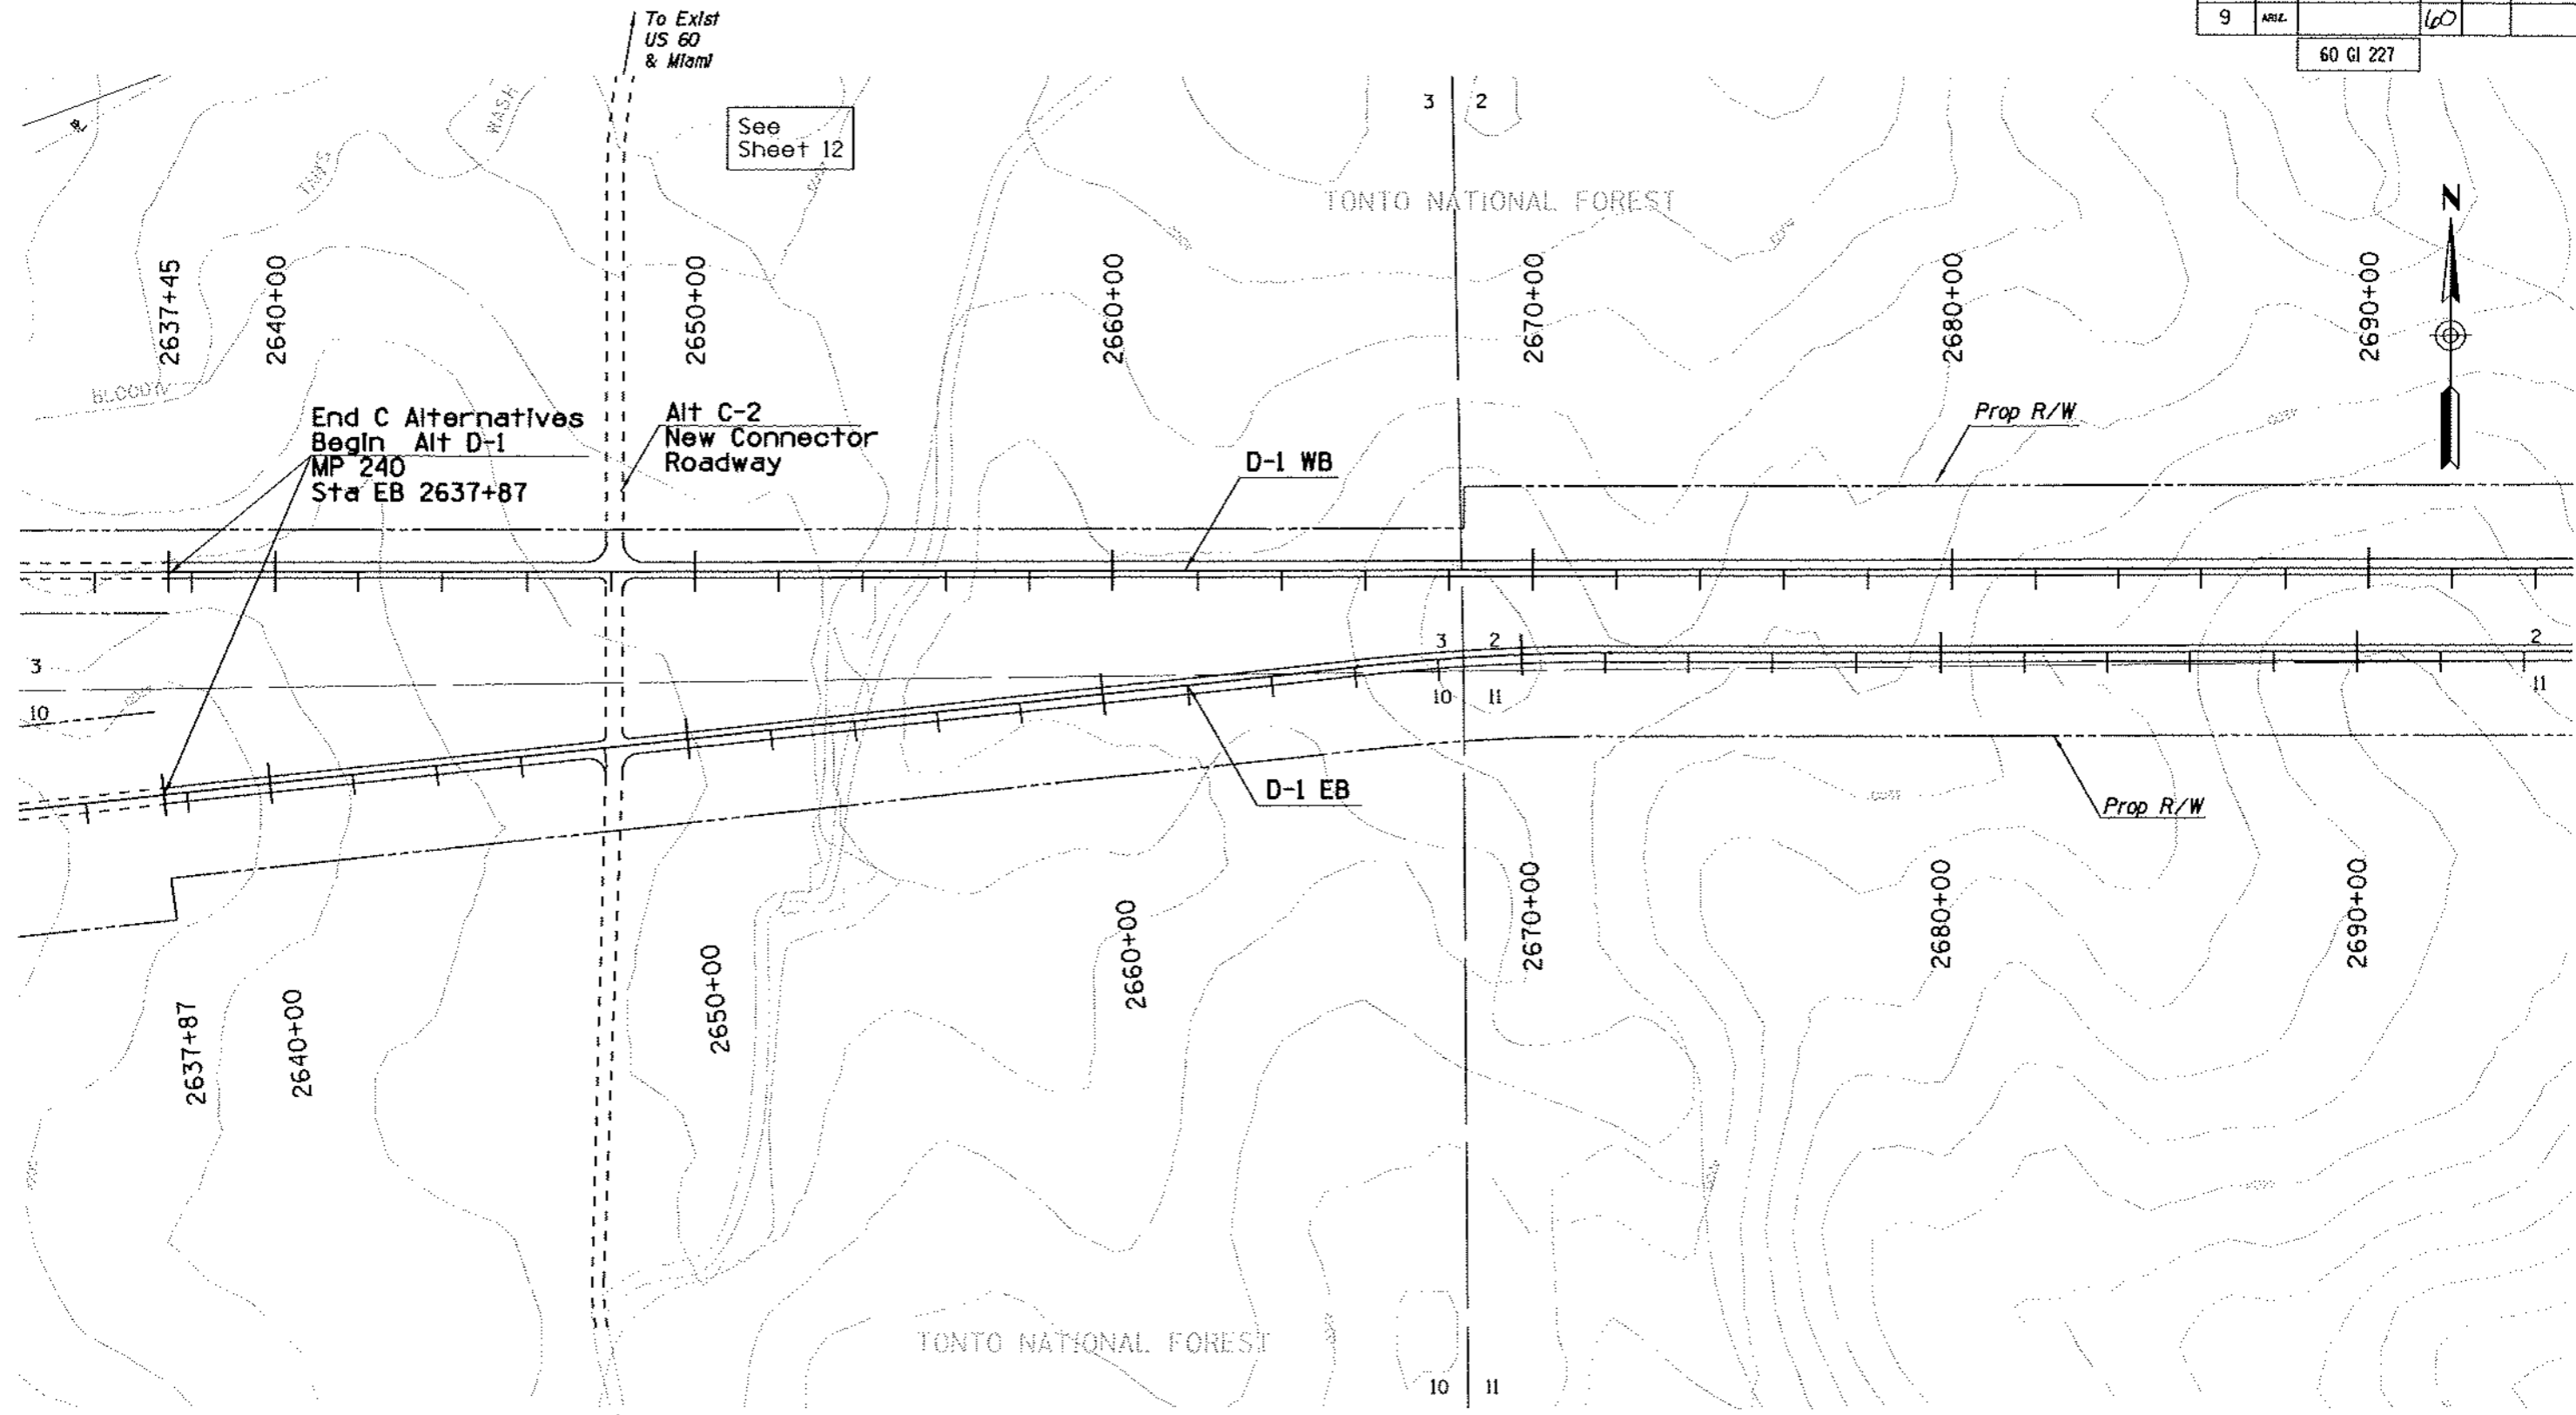 To Exist
US 60
& Miami
9 ARIZ. 60
60 GI 227
WASH
See
Sheet 12
3 2
TONTO NATIONAL FOREST
N
2637+45
2640+00
2650+00
2660+00
2670+00
2680+00
2690+00
BLOODY
End C Alternatives
Begin Alt D-1
MP 240
Sta EB 2637+87
Alt C-2
New Connector
Roadway
D-1 WB
Prop R/W
3
10
3 2
10 11
2
11
D-1 EB
Prop R/W
2637+87
2640+00
2650+00
2660+00
2670+00
2680+00
2690+00
TONTO NATIONAL FOREST
10 11